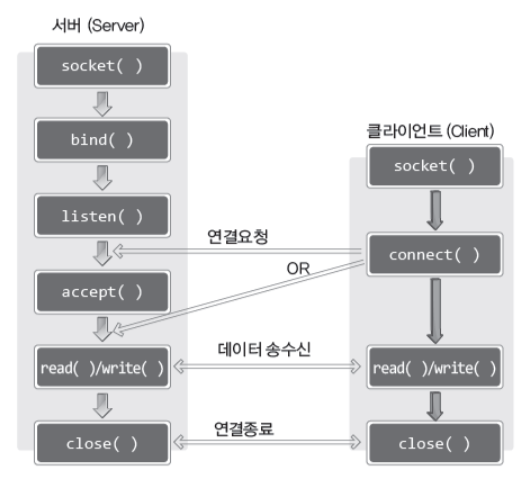 서버 (Server)
socket( )
bind( )
listen( )
accept( )
read( )/write( )
close( )
클라이언트 (Client)
socket( )
connect( )
read( )/write( )
close( )
연결요청
OR
데이터 송수신
연결종료